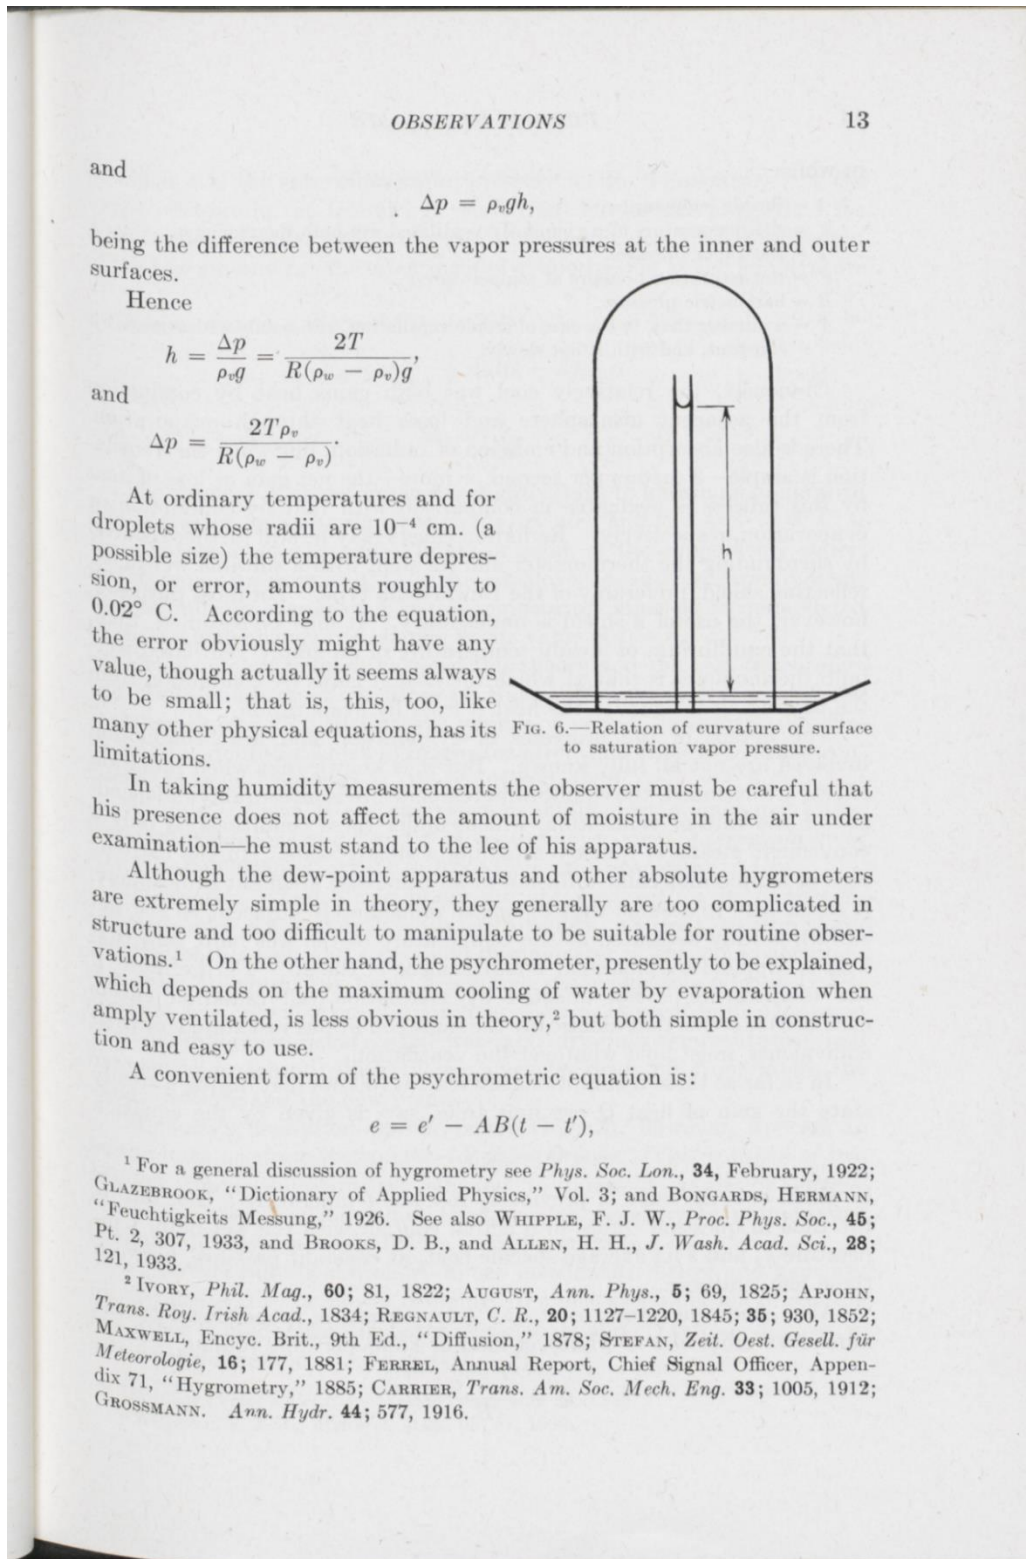 OBSERVATIONS 13
and
Δp = ρᵥgh,
being the difference between the vapor pressures at the inner and outer
surfaces.
Hence
h = Δp/ρᵥg = 2T/R(ρ_w − ρᵥ)g,
and
Δp = 2Tρᵥ/R(ρ_w − ρᵥ).
At ordinary temperatures and for
droplets whose radii are 10⁻⁴ cm. (a
possible size) the temperature depres-
sion, or error, amounts roughly to
0.02° C. According to the equation,
the error obviously might have any
value, though actually it seems always
to be small; that is, this, too, like
many other physical equations, has its
limitations.
h
FIG. 6.—Relation of curvature of surface
to saturation vapor pressure.
In taking humidity measurements the observer must be careful that
his presence does not affect the amount of moisture in the air under
examination—he must stand to the lee of his apparatus.
Although the dew-point apparatus and other absolute hygrometers
are extremely simple in theory, they generally are too complicated in
structure and too difficult to manipulate to be suitable for routine obser-
vations.¹ On the other hand, the psychrometer, presently to be explained,
which depends on the maximum cooling of water by evaporation when
amply ventilated, is less obvious in theory,² but both simple in construc-
tion and easy to use.
A convenient form of the psychrometric equation is:
e = e′ − AB(t − t′),
¹ For a general discussion of hygrometry see Phys. Soc. Lon., 34, February, 1922;
GLAZEBROOK, “Dictionary of Applied Physics,” Vol. 3; and BONGARDS, HERMANN,
“Feuchtigkeits Messung,” 1926. See also WHIPPLE, F. J. W., Proc. Phys. Soc., 45;
Pt. 2, 307, 1933, and BROOKS, D. B., and ALLEN, H. H., J. Wash. Acad. Sci., 28;
121, 1933.
² IVORY, Phil. Mag., 60; 81, 1822; AUGUST, Ann. Phys., 5; 69, 1825; APJOHN,
Trans. Roy. Irish Acad., 1834; REGNAULT, C. R., 20; 1127–1220, 1845; 35; 930, 1852;
MAXWELL, Encyc. Brit., 9th Ed., “Diffusion,” 1878; STEFAN, Zeit. Oest. Gesell. für
Meteorologie, 16; 177, 1881; FERREL, Annual Report, Chief Signal Officer, Appen-
dix 71, “Hygrometry,” 1885; CARRIER, Trans. Am. Soc. Mech. Eng. 33; 1005, 1912;
GROSSMANN. Ann. Hydr. 44; 577, 1916.